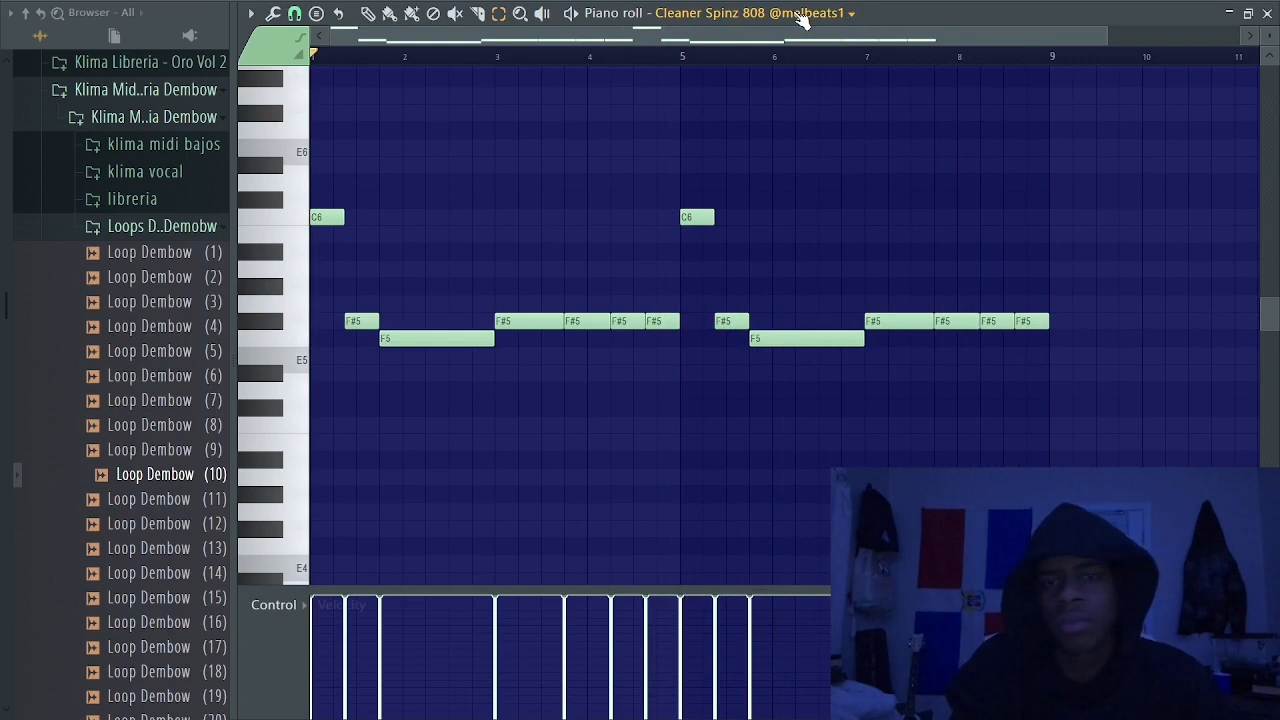 Browser - All
Piano roll - Cleaner Spinz 808 @molbeats1
Klima Libreria - Oro Vol 2
Klima Mid..ria Dembow
Klima M..ia Dembow
klima midi bajos
klima vocal
libreria
Loops D..Demobw
Loop Dembow (1)
Loop Dembow (2)
Loop Dembow (3)
Loop Dembow (4)
Loop Dembow (5)
Loop Dembow (6)
Loop Dembow (7)
Loop Dembow (8)
Loop Dembow (9)
Loop Dembow (10)
Loop Dembow (11)
Loop Dembow (12)
Loop Dembow (13)
Loop Dembow (14)
Loop Dembow (15)
Loop Dembow (16)
Loop Dembow (17)
Loop Dembow (18)
Loop Dembow (19)
2 3 4 5 6 7 8 9 10 11
E6
C6 C6
F#5 F#5 F#5 F#5 F#5 F#5 F#5 F#5 F#5 F#5
F5 F5
E5
E4
Control Velocity